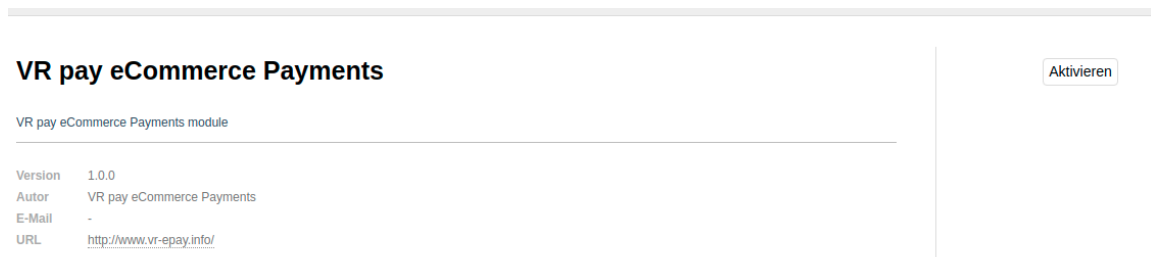 VR pay eCommerce Payments
Aktivieren
VR pay eCommerce Payments module
Version 1.0.0
Autor VR pay eCommerce Payments
E-Mail -
URL http://www.vr-epay.info/